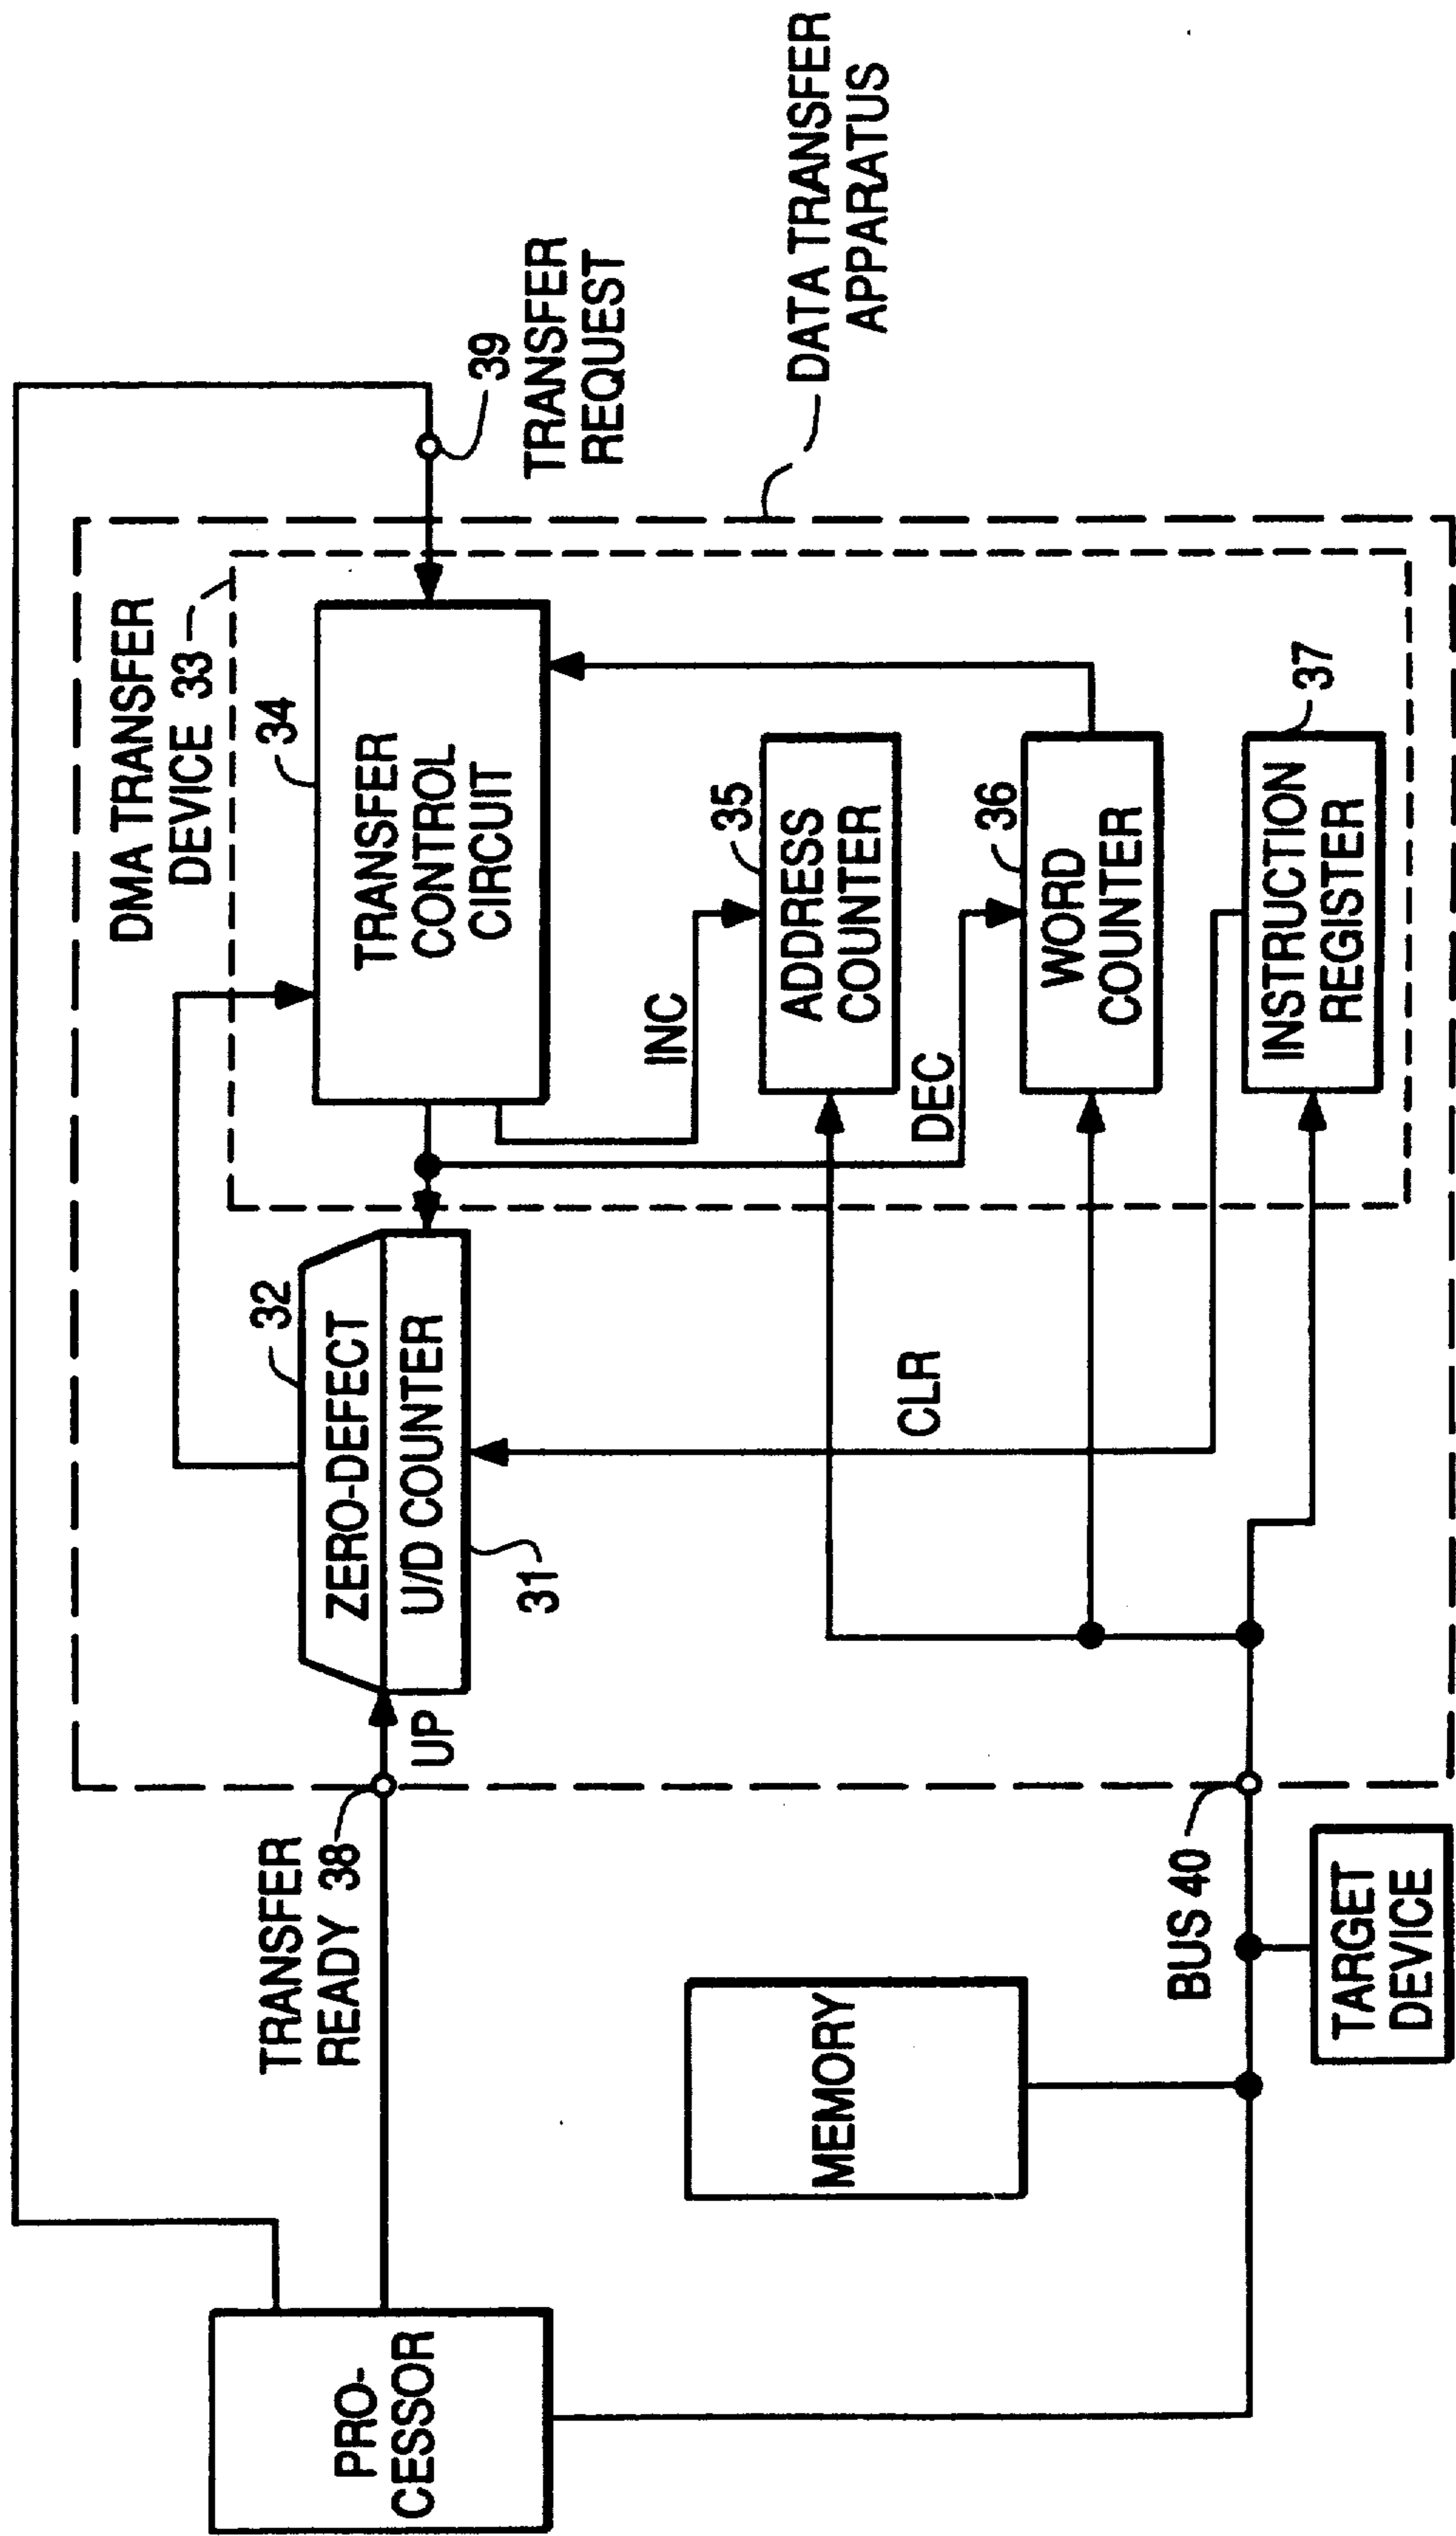 PRO-
CESSOR
TRANSFER
READY 38
MEMORY
BUS 40
TARGET
DEVICE
UP
ZERO-DEFECT
U/D COUNTER
32
31
CLR
DMA TRANSFER
DEVICE 33
34
TRANSFER
CONTROL
CIRCUIT
INC
35
ADDRESS
COUNTER
DEC
36
WORD
COUNTER
37
INSTRUCTION
REGISTER
39
TRANSFER
REQUEST
DATA TRANSFER
APPARATUS